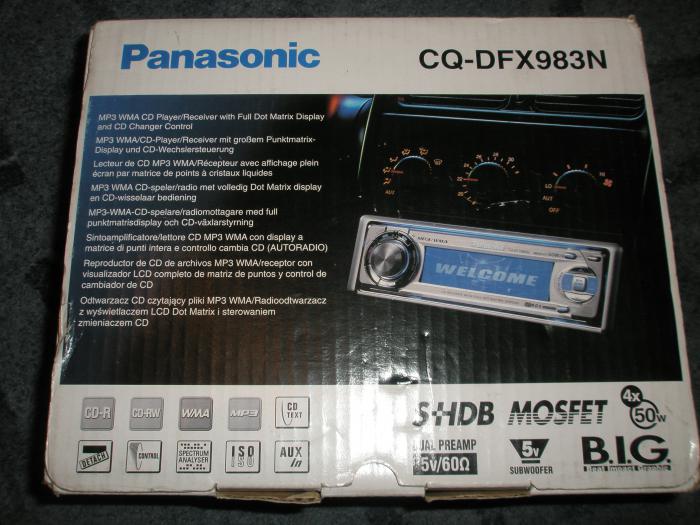 Panasonic
CQ-DFX983N
MP3 WMA CD Player/Receiver with Full Dot Matrix Display
and CD Changer Control
MP3 WMA/CD-Player/Receiver mit großem Punktmatrix-
Display und CD-Wechslersteuerung
Lecteur de CD MP3 WMA/Récepteur avec affichage plein
écran par matrice de points à cristaux liquides
MP3 WMA CD-speler/radio met volledig Dot Matrix display
en CD-wisselaar bediening
MP3-WMA-CD-spelare/radiomottagare med full
punktmatrisdisplay och CD-växlarstyrning
Sintoamplificatore/lettore CD MP3 WMA con display a
matrice di punti intera e controllo cambia CD (AUTORADIO)
Reproductor de CD de archivos MP3 WMA/receptor con
visualizador LCD completo de matriz de puntos y control de
cambiador de CD
Odtwarzacz CD czytający pliki MP3 WMA/Radioodtwarzacz
z wyświetlaczem LCD Dot Matrix i sterowaniem
zmieniaczem CD
AUT
AUT
LO
OFF
WELCOME
CD-R
CD-RW
WMA
MP3
CD
TEXT
DETACH
CONTROL
SPECTRUM
ANALYSER
ISO
AUX
in
S·HDB
MOSFET
4x
50w
DUAL PREAMP
5v/60Ω
5v
SUBWOOFER
B.I.G.
Beat Impact Graphic